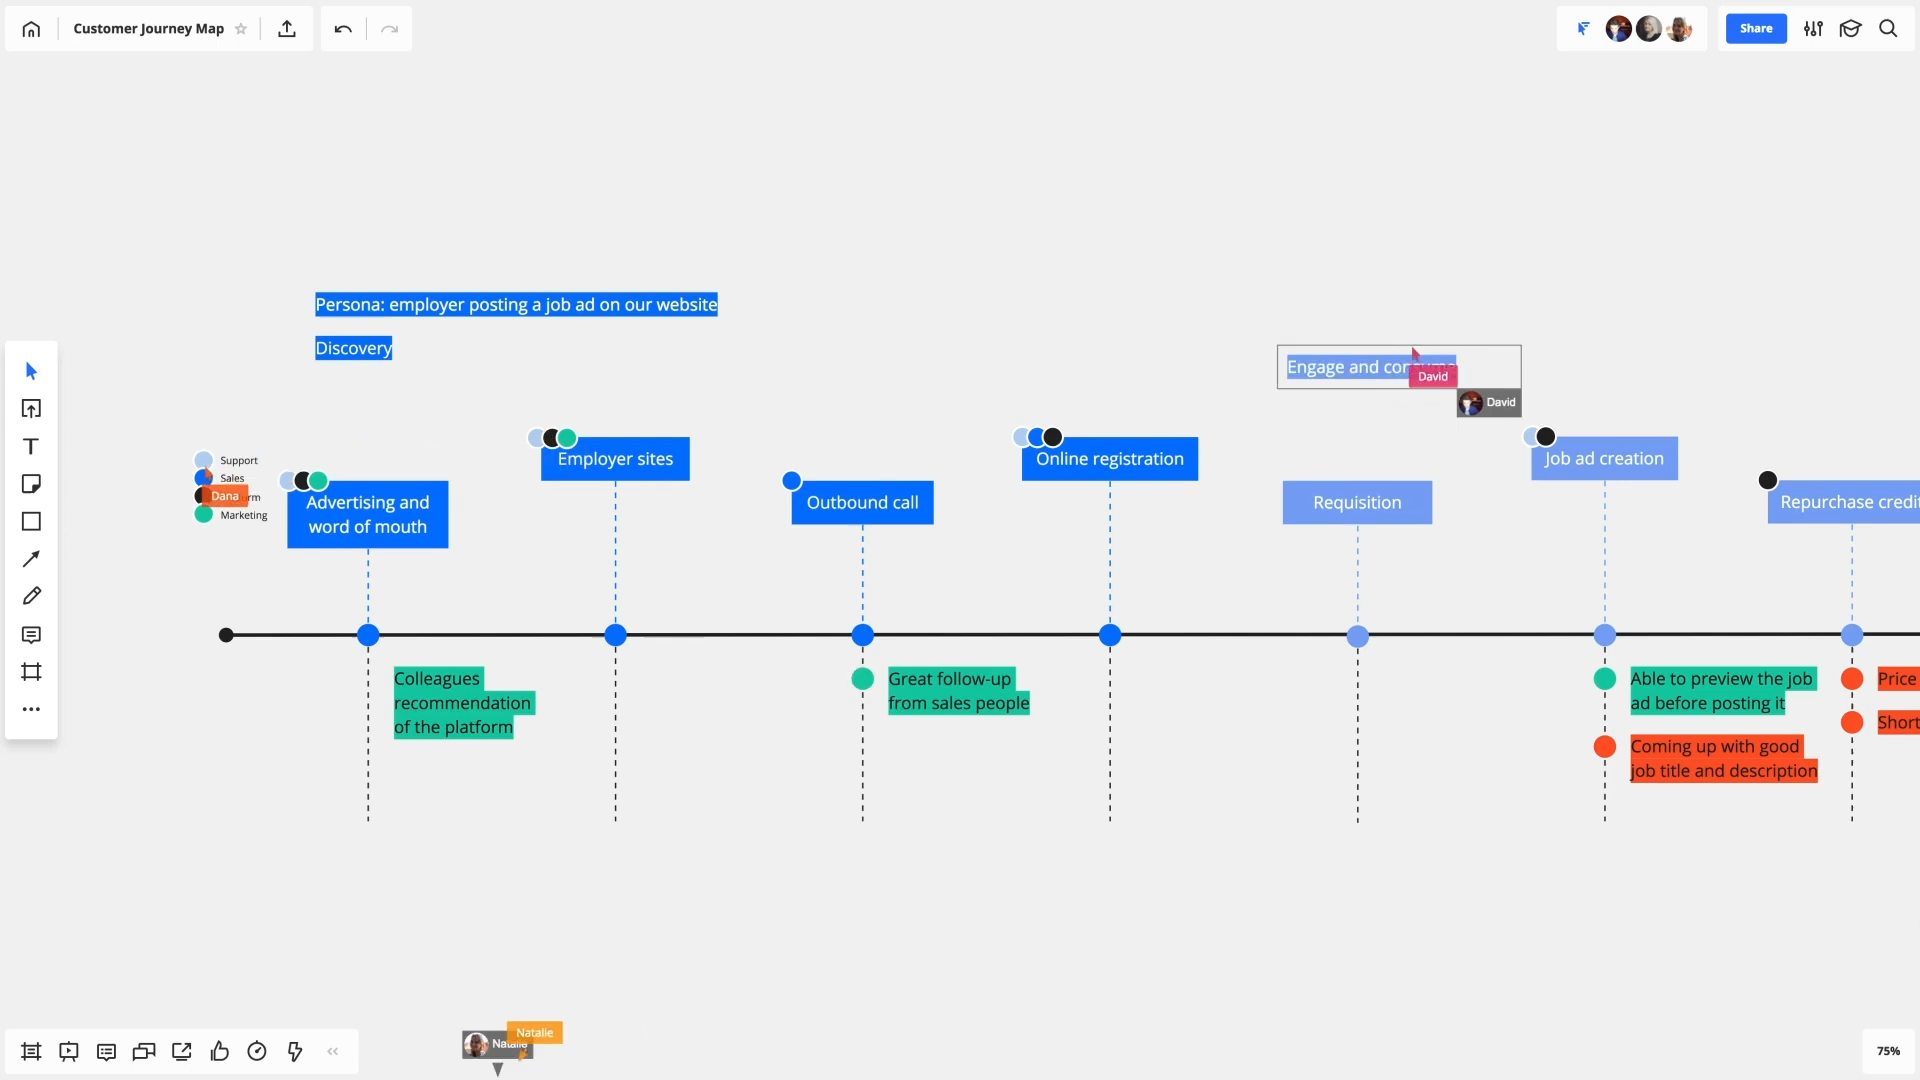 Customer Journey Map
Share
Persona: employer posting a job ad on our website
Discovery
Engage and
David
David
Support
Sales
Dana
Marketing
Employer sites
Online registration
Job ad creation
Advertising and
word of mouth
Outbound call
Requisition
Repurchase
Colleagues
recommendation
of the platform
Great follow-up
from sales people
Able to preview the job
ad before posting it
Coming up with good
job title and description
Price
Short
Natalie
Natalie
75%